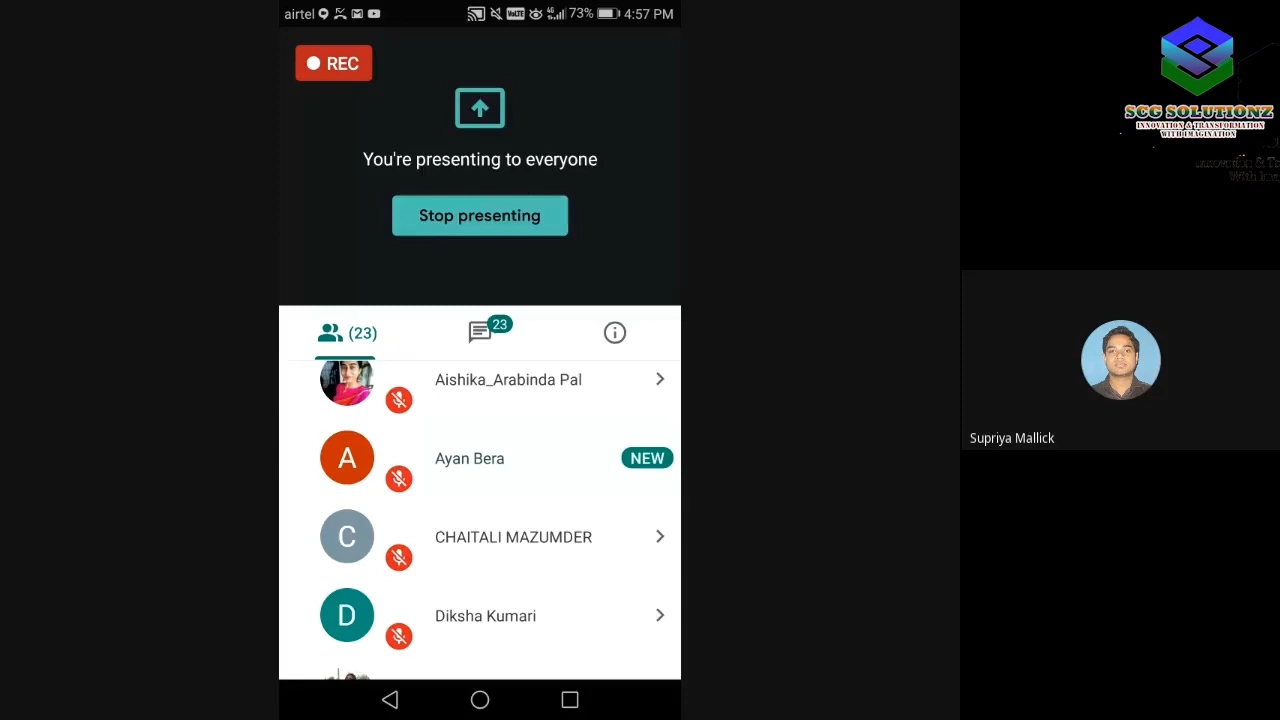 airtel 73% 4:57 PM
REC
You're presenting to everyone
Stop presenting
(23) 23
Aishika_Arabinda Pal
A Ayan Bera NEW
C CHAITALI MAZUMDER
D Diksha Kumari
SCG SOLUTIONZ
INNOVATION & TRANSFORMATION
WITH IMAGINATION
Supriya Mallick